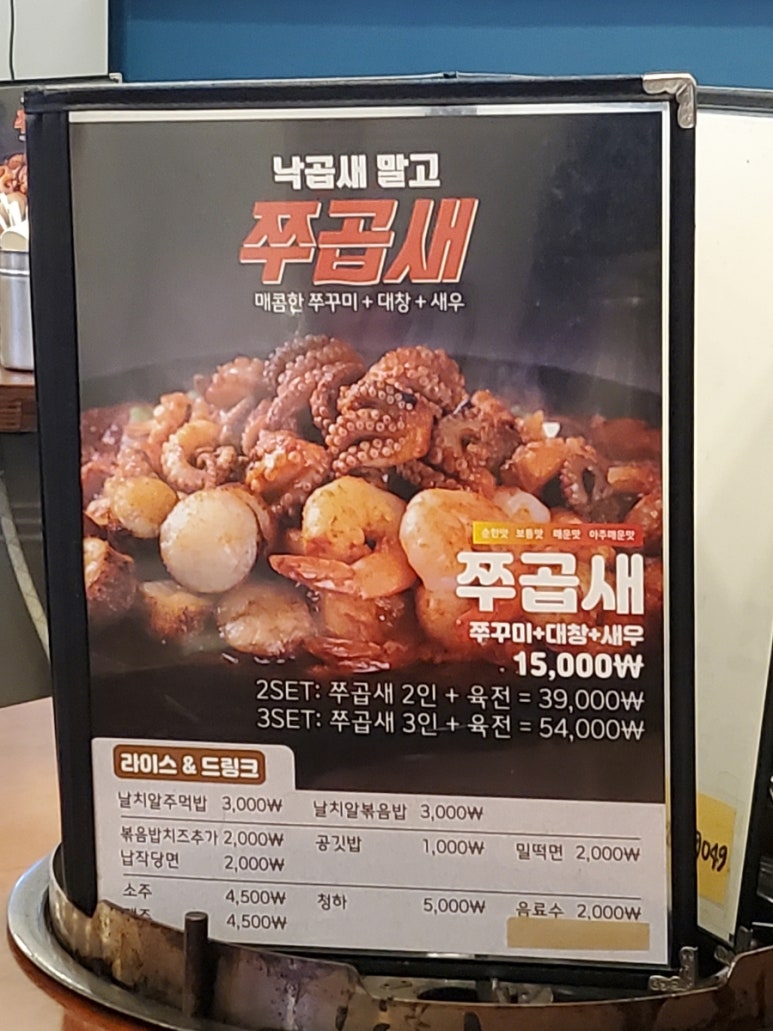 낙곱새 말고
쭈곱새
매콤한 쭈꾸미 + 대창 + 새우
순한맛 보통맛 매운맛 아주매운맛
쭈곱새
쭈꾸미+대창+새우
15,000₩
2SET: 쭈곱새 2인 + 육전 = 39,000₩
3SET: 쭈곱새 3인 + 육전 = 54,000₩
라이스 & 드링크
날치알주먹밥 3,000₩ 날치알볶음밥 3,000₩
볶음밥치즈추가 2,000₩ 공깃밥 1,000₩ 밀떡면 2,000₩
납작당면 2,000₩
소주 4,500₩ 청하 5,000₩ 음료수 2,000₩
4,500₩